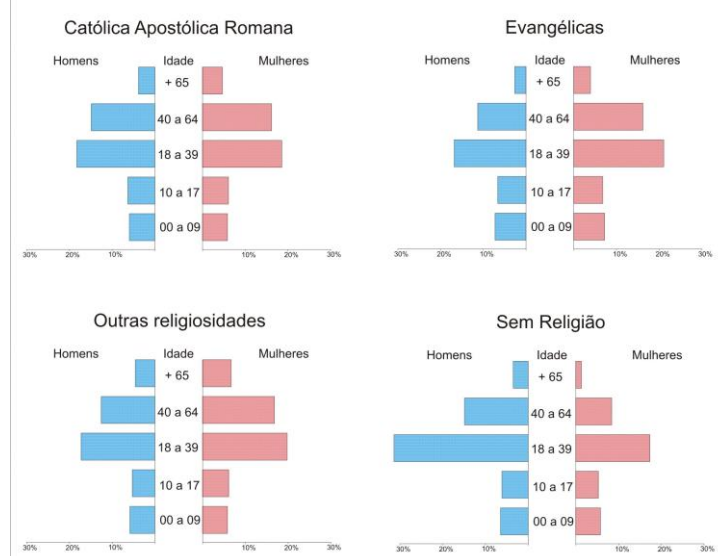 Católica Apostólica Romana
Homens Idade Mulheres
+ 65
40 a 64
18 a 39
10 a 17
00 a 09
30% 20% 10% 10% 20% 30%
Evangélicas
Homens Idade Mulheres
+ 65
40 a 64
18 a 39
10 a 17
00 a 09
30% 20% 10% 10% 20% 30%
Outras religiosidades
Homens Idade Mulheres
+ 65
40 a 64
18 a 39
10 a 17
00 a 09
30% 20% 10% 10% 20% 30%
Sem Religião
Homens Idade Mulheres
+ 65
40 a 64
18 a 39
10 a 17
00 a 09
30% 20% 10% 10% 20% 30%